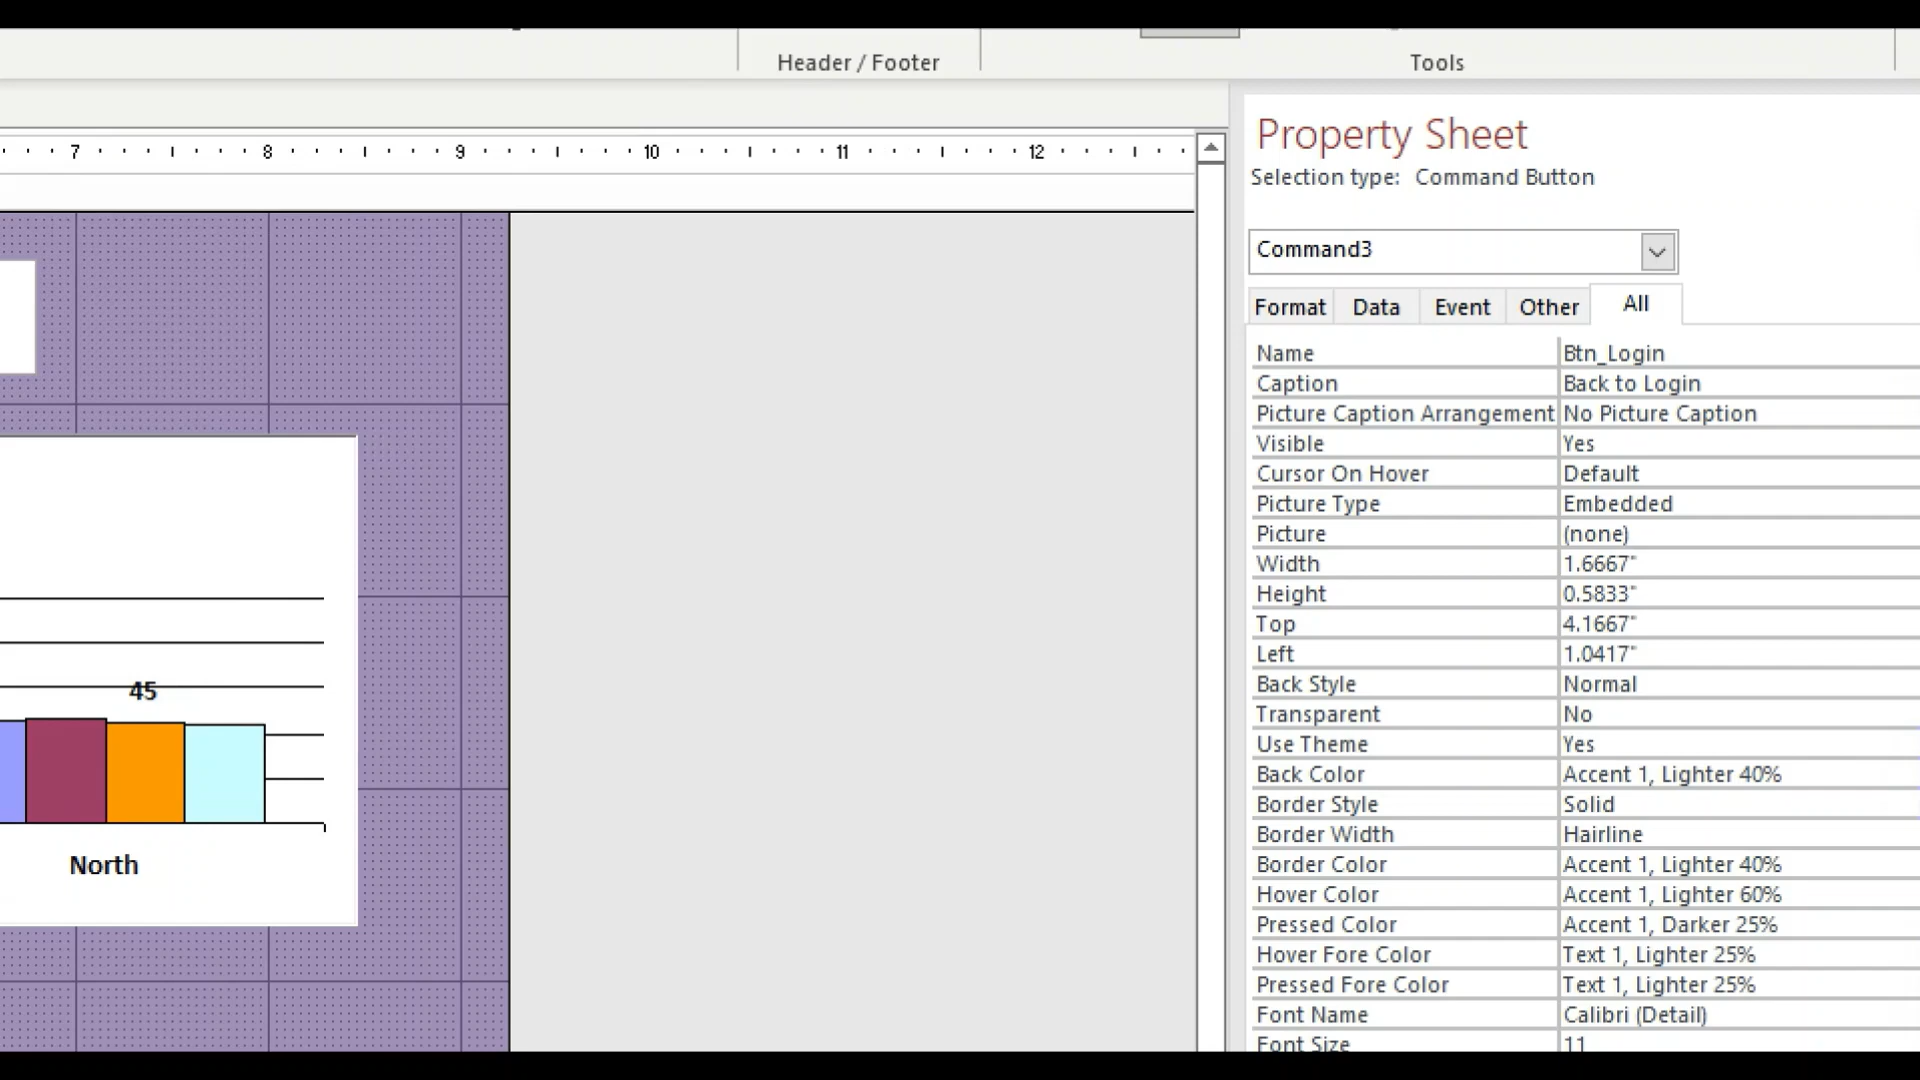 Header / Footer
Tools
7 8 9 10 11 12
Property Sheet
Selection type: Command Button
Command3
Format Data Event Other All
Name Btn_Login
Caption Back to Login
Picture Caption Arrangement No Picture Caption
Visible Yes
Cursor On Hover Default
Picture Type Embedded
Picture (none)
Width 1.6667"
Height 0.5833"
Top 4.1667"
Left 1.0417"
Back Style Normal
Transparent No
Use Theme Yes
Back Color Accent 1, Lighter 40%
Border Style Solid
Border Width Hairline
Border Color Accent 1, Lighter 40%
Hover Color Accent 1, Lighter 60%
Pressed Color Accent 1, Darker 25%
Hover Fore Color Text 1, Lighter 25%
Pressed Fore Color Text 1, Lighter 25%
Font Name Calibri (Detail)
Font Size 11
45
North